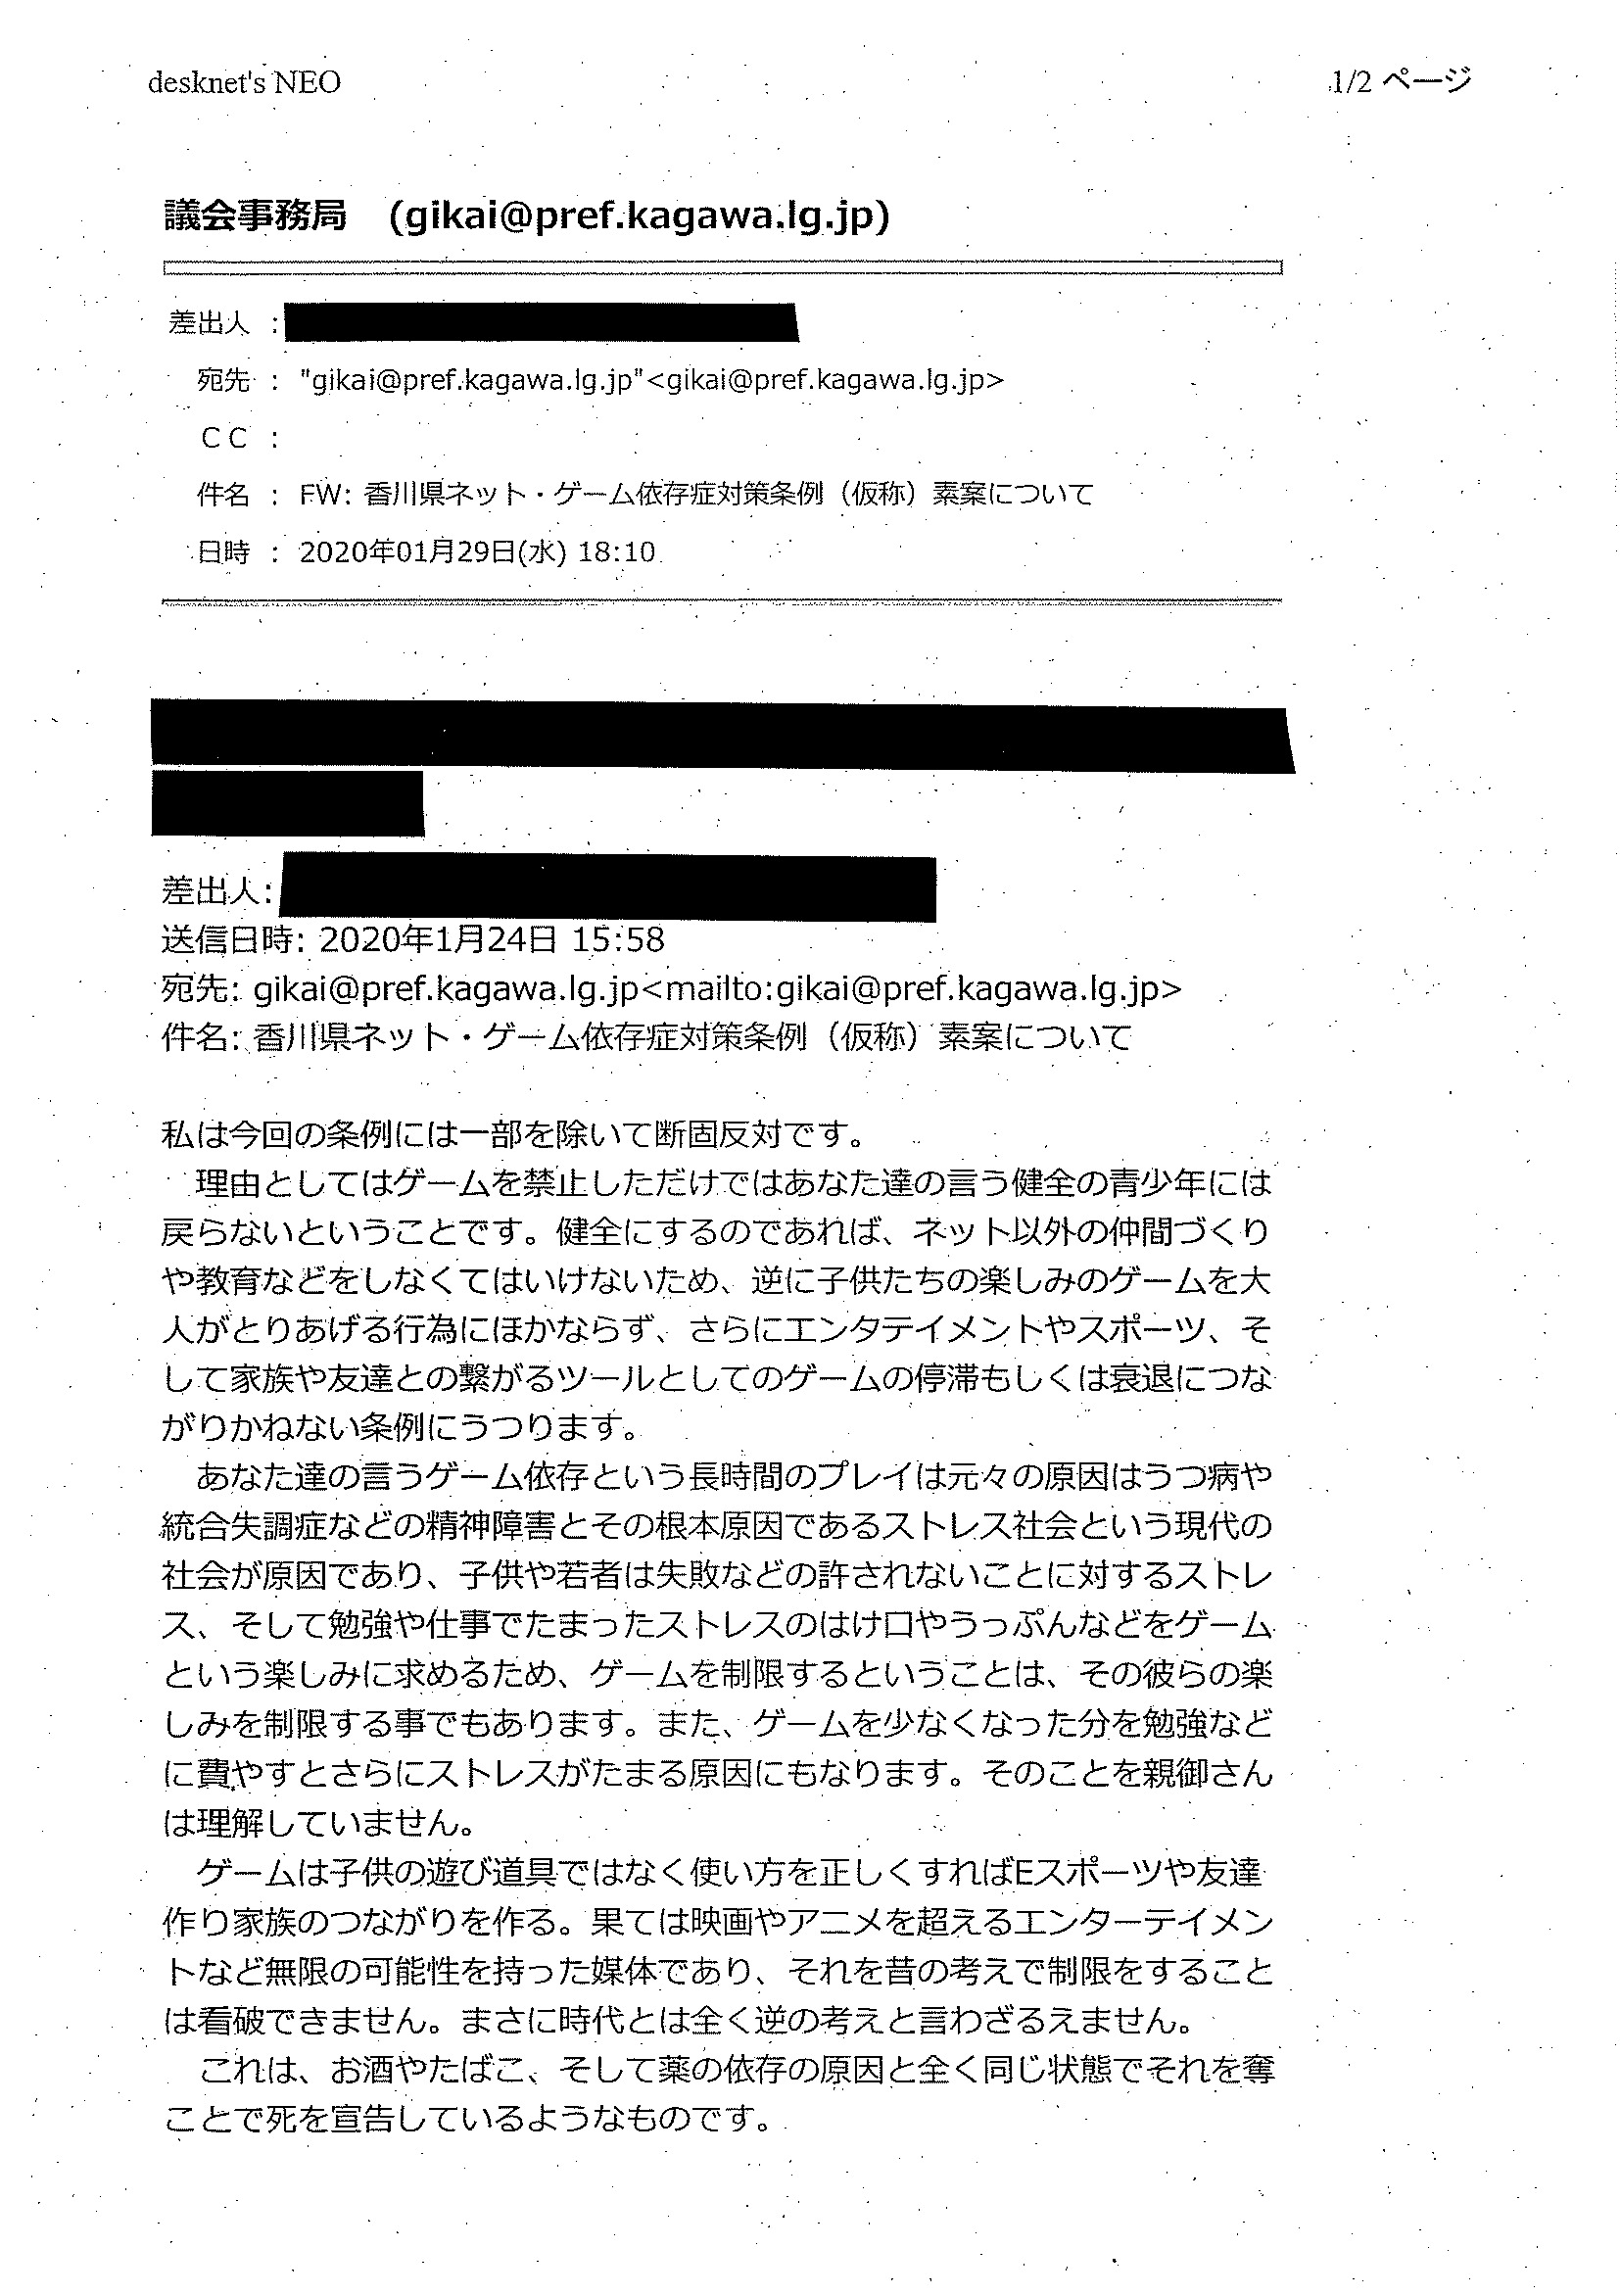 desknet's NEO
1/2 ページ
議会事務局 (gikai@pref.kagawa.lg.jp)
差出人 :
宛先 : "gikai@pref.kagawa.lg.jp"<gikai@pref.kagawa.lg.jp>
ＣＣ :
件名 : FW: 香川県ネット・ゲーム依存症対策条例（仮称）素案について
日時 : 2020年01月29日(水) 18:10
差出人:
送信日時: 2020年1月24日 15:58
宛先: gikai@pref.kagawa.lg.jp<mailto:gikai@pref.kagawa.lg.jp>
件名: 香川県ネット・ゲーム依存症対策条例（仮称）素案について
私は今回の条例には一部を除いて断固反対です。
理由としてはゲームを禁止しただけではあなた達の言う健全の青少年には
戻らないということです。健全にするのであれば、ネット以外の仲間づくり
や教育などをしなくてはいけないため、逆に子供たちの楽しみのゲームを大
人がとりあげる行為にほかならず、さらにエンタテイメントやスポーツ、そ
して家族や友達との繋がるツールとしてのゲームの停滞もしくは衰退につな
がりかねない条例にうつります。
あなた達の言うゲーム依存という長時間のプレイは元々の原因はうつ病や
統合失調症などの精神障害とその根本原因であるストレス社会という現代の
社会が原因であり、子供や若者は失敗などの許されないことに対するストレ
ス、そして勉強や仕事でたまったストレスのはけ口やうっぷんなどをゲーム
という楽しみに求めるため、ゲームを制限するということは、その彼らの楽
しみを制限する事でもあります。また、ゲームを少なくなった分を勉強など
に費やすとさらにストレスがたまる原因にもなります。そのことを親御さん
は理解していません。
ゲームは子供の遊び道具ではなく使い方を正しくすればEスポーツや友達
作り家族のつながりを作る。果ては映画やアニメを超えるエンターテイメン
トなど無限の可能性を持った媒体であり、それを昔の考えで制限をすること
は看破できません。まさに時代とは全く逆の考えと言わざるえません。
これは、お酒やたばこ、そして薬の依存の原因と全く同じ状態でそれを奪
ことで死を宣告しているようなものです。